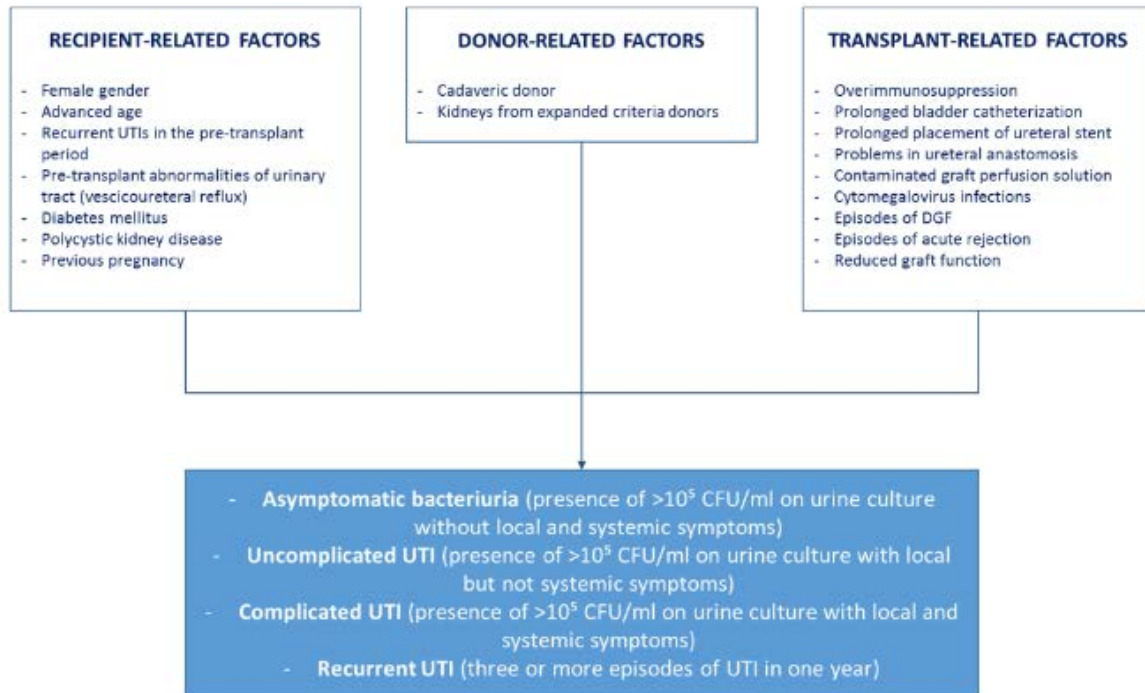 RECIPIENT-RELATED FACTORS
- Female gender
- Advanced age
- Recurrent UTIs in the pre-transplant
period
- Pre-transplant abnormalities of urinary
tract (vescicoureteral reflux)
- Diabetes mellitus
- Polycystic kidney disease
- Previous pregnancy
DONOR-RELATED FACTORS
- Cadaveric donor
- Kidneys from expanded criteria donors
TRANSPLANT-RELATED FACTORS
- Overimmunosuppression
- Prolonged bladder catheterization
- Prolonged placement of ureteral stent
- Problems in ureteral anastomosis
- Contaminated graft perfusion solution
- Cytomegalovirus infections
- Episodes of DGF
- Episodes of acute rejection
- Reduced graft function
- Asymptomatic bacteriuria (presence of >10⁵ CFU/ml on urine culture
without local and systemic symptoms)
- Uncomplicated UTI (presence of >10⁵ CFU/ml on urine culture with local
but not systemic symptoms)
- Complicated UTI (presence of >10⁵ CFU/ml on urine culture with local and
systemic symptoms)
- Recurrent UTI (three or more episodes of UTI in one year)